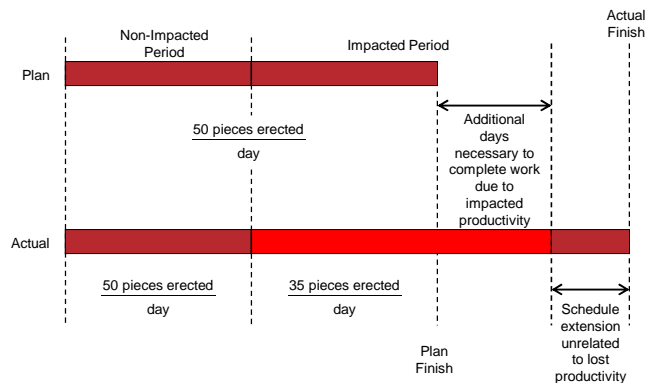 Actual
Finish
Non-Impacted
Period
Impacted Period
Plan
50 pieces erected
day
Additional
days
necessary to
complete work
due to
impacted
productivity
Actual
50 pieces erected
day
35 pieces erected
day
Schedule
extension
unrelated
to lost
productivity
Plan
Finish